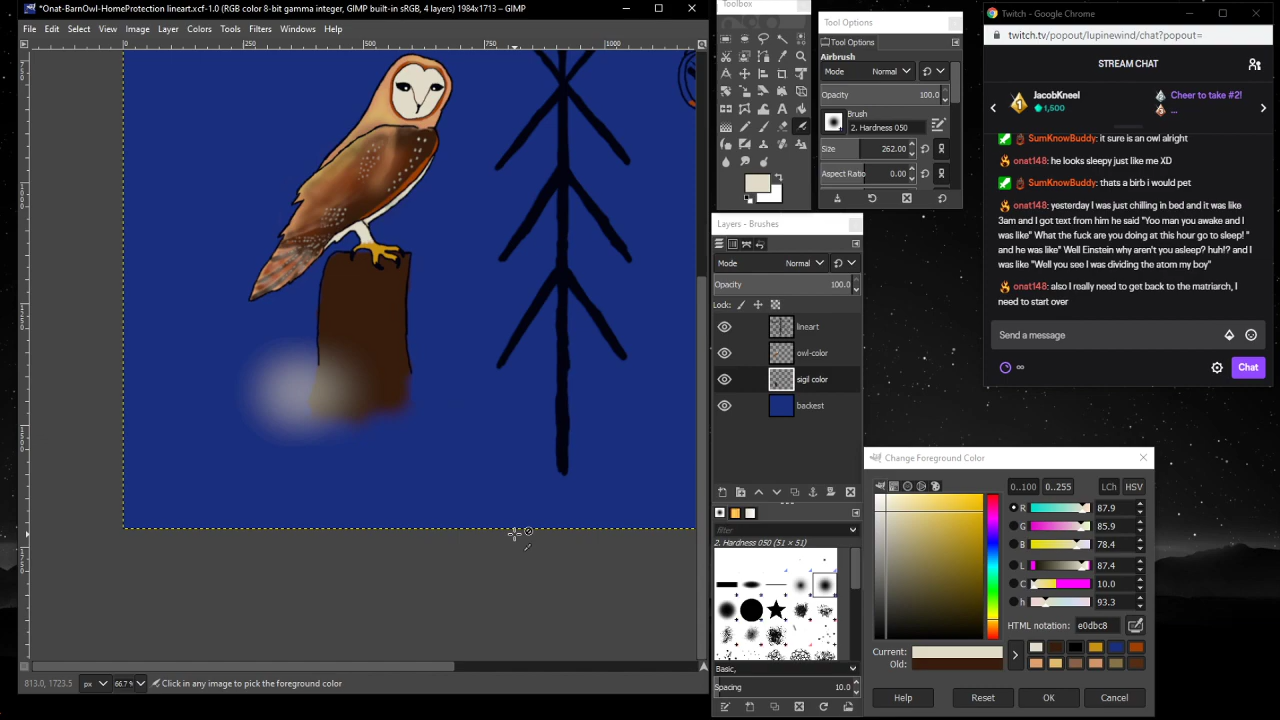 *Onat-BarnOwl-HomeProtection lineart.xcf-1.0 (RGB color 8-bit gamma integer, GIMP built-in sRGB, 4 layers) 1984x1713 – GIMP
File Edit Select View Image Layer Colors Tools Filters Windows Help
250 500 750 1000
813.0, 1723.5 px 66.7 % Click in any image to pick the foreground color
Toolbox
Tool Options
Tool Options
Airbrush
Mode Normal
Opacity 100.0
Brush
2. Hardness 050
Size 262.00
Aspect Ratio 0.00
Layers - Brushes
Mode Normal
Opacity 100.0
Lock:
lineart
owl-color
sigil color
backest
filter
2. Hardness 050 (51 × 51)
Basic,
Spacing 10.0
Twitch - Google Chrome
twitch.tv/popout/lupinewind/chat?popout=
STREAM CHAT
1 JacobKneel
1,500
Cheer to take #2!
...
SumKnowBuddy: it sure is an owl alright
onat148: he looks sleepy just like me XD
SumKnowBuddy: thats a birb i would pet
onat148: yesterday I was just chilling in bed and it was like
3am and I got text from him he said "Yoo man you awake and I
was like" What the fuck are you doing at this hour go to sleep! "
and he was like" Well Einstein why aren't you asleep? huh!? and I
was like "Well you see I was dividing the atom my boy"
onat148: also I really need to get back to the matriarch, I
need to start over
Send a message
∞ Chat
Change Foreground Color
0..100 0..255 LCh HSV
R 87.9
G 85.9
B 78.4
L 87.4
C 10.0
h 93.3
HTML notation: e0dbc8
Current:
Old:
Help Reset OK Cancel